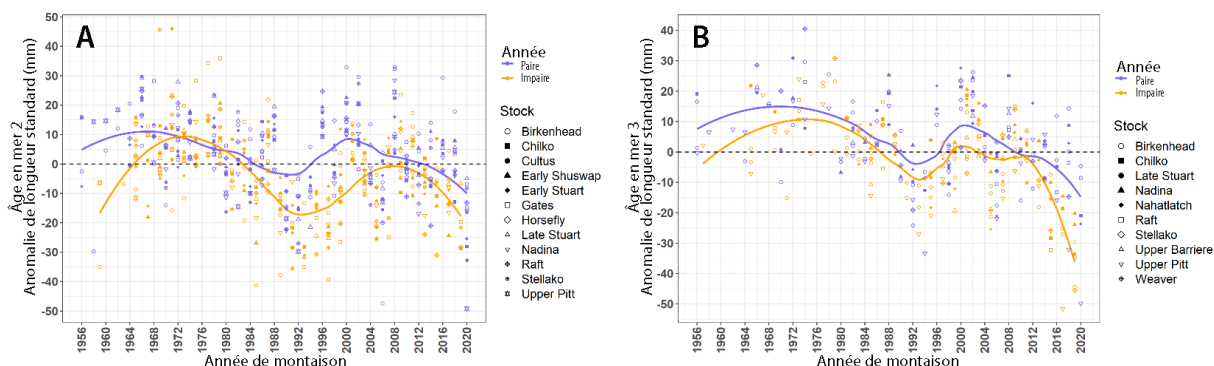 A
Âge en mer 2
Anomalie de longueur standard (mm)
50
40
30
20
10
0
-10
-20
-30
-40
-50
1956
1960
1964
1968
1972
1976
1980
1984
1988
1992
1996
2000
2004
2008
2012
2016
2020
Année de montaison
Année
Paire
Impaire
Stock
Birkenhead
Chilko
Cultus
Early Shuswap
Early Stuart
Gates
Horsefly
Late Stuart
Nadina
Raft
Stellako
Upper Pitt
B
Âge en mer 3
Anomalie de longueur standard (mm)
40
30
20
10
0
-10
-20
-30
-40
-50
1956
1960
1964
1968
1972
1976
1980
1984
1988
1992
1996
2000
2004
2008
2012
2016
2020
Année de montaison
Année
Paire
Impaire
Stock
Birkenhead
Chilko
Late Stuart
Nadina
Nahatlatch
Raft
Stellako
Upper Barriere
Upper Pitt
Weaver